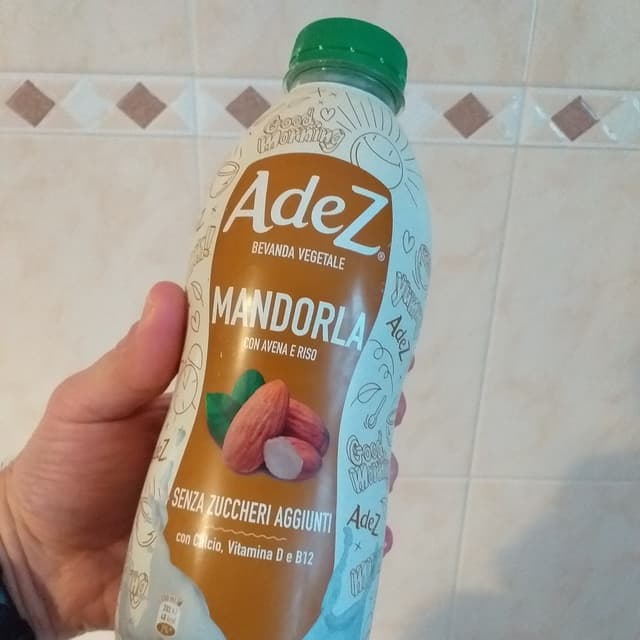 Good
Morning
AdeZ®
BEVANDA VEGETALE
MANDORLA
CON AVENA E RISO
AdeZ
Good
AdeZ
AdeZ
SENZA ZUCCHERI AGGIUNTI
con Calcio, Vitamina D e B12